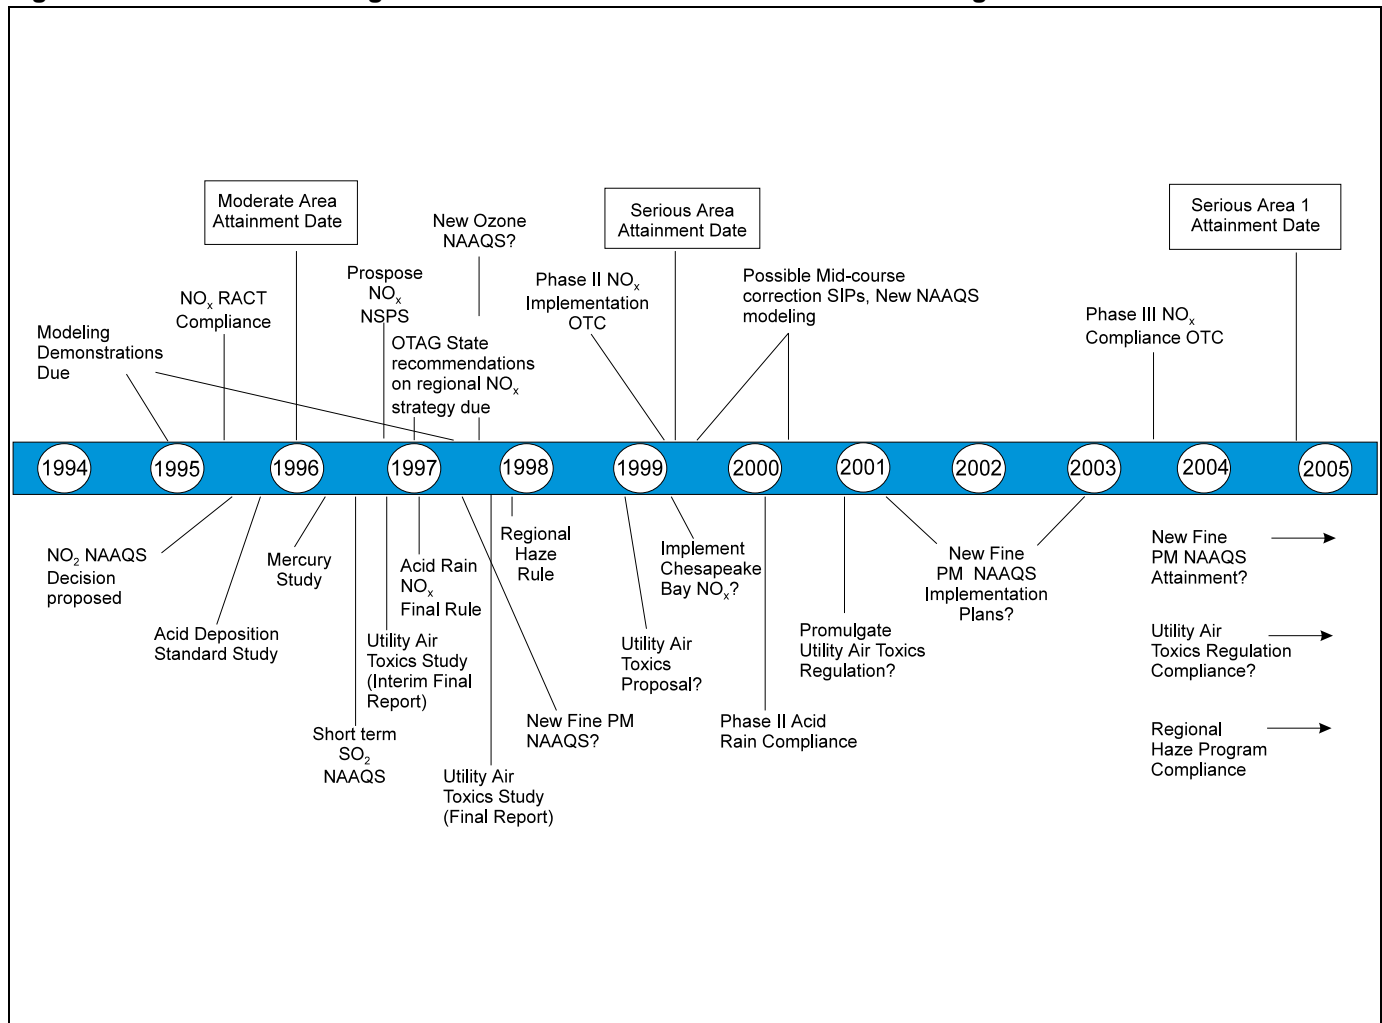 Moderate Area
Attainment Date
Serious Area
Attainment Date
Serious Area 1
Attainment Date
New Ozone
NAAQS?
Prospose
NOx
NSPS
Phase II NOx
Implementation
OTC
Possible Mid-course
correction SIPs, New NAAQS
modeling
NOx RACT
Compliance
Phase III NOx
Compliance OTC
Modeling
Demonstrations
Due
OTAG State
recommendations
on regional NOx
strategy due
1994 1995 1996 1997 1998 1999 2000 2001 2002 2003 2004 2005
NO2 NAAQS
Decision
proposed
Acid Deposition
Standard Study
Mercury
Study
Short term
SO2
NAAQS
Utility Air
Toxics Study
(Interim Final
Report)
Acid Rain
NOx
Final Rule
Utility Air
Toxics Study
(Final Report)
Regional
Haze
Rule
New Fine PM
NAAQS?
Utility Air
Toxics
Proposal?
Implement
Chesapeake
Bay NOx?
Phase II Acid
Rain Compliance
Promulgate
Utility Air Toxics
Regulation?
New Fine
PM NAAQS
Implementation
Plans?
New Fine
PM NAAQS
Attainment?
Utility Air
Toxics Regulation
Compliance?
Regional
Haze Program
Compliance